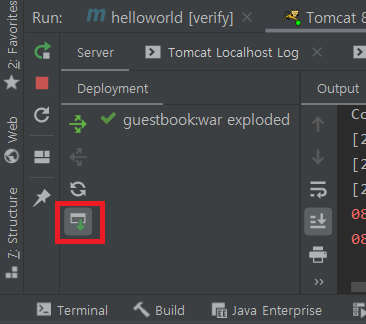 Run: helloworld [verify] Tomcat 8
Server Tomcat Localhost Log
Deployment Output
guestbook:war exploded
Co
[2
[2
[2
08
08
2: Favorites
Web
7: Structure
Terminal Build Java Enterprise